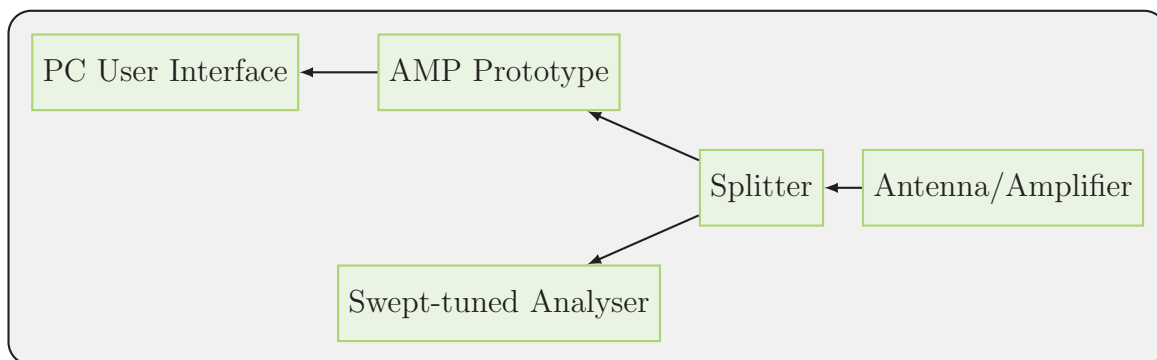 PC User Interface
AMP Prototype
Splitter
Antenna/Amplifier
Swept-tuned Analyser